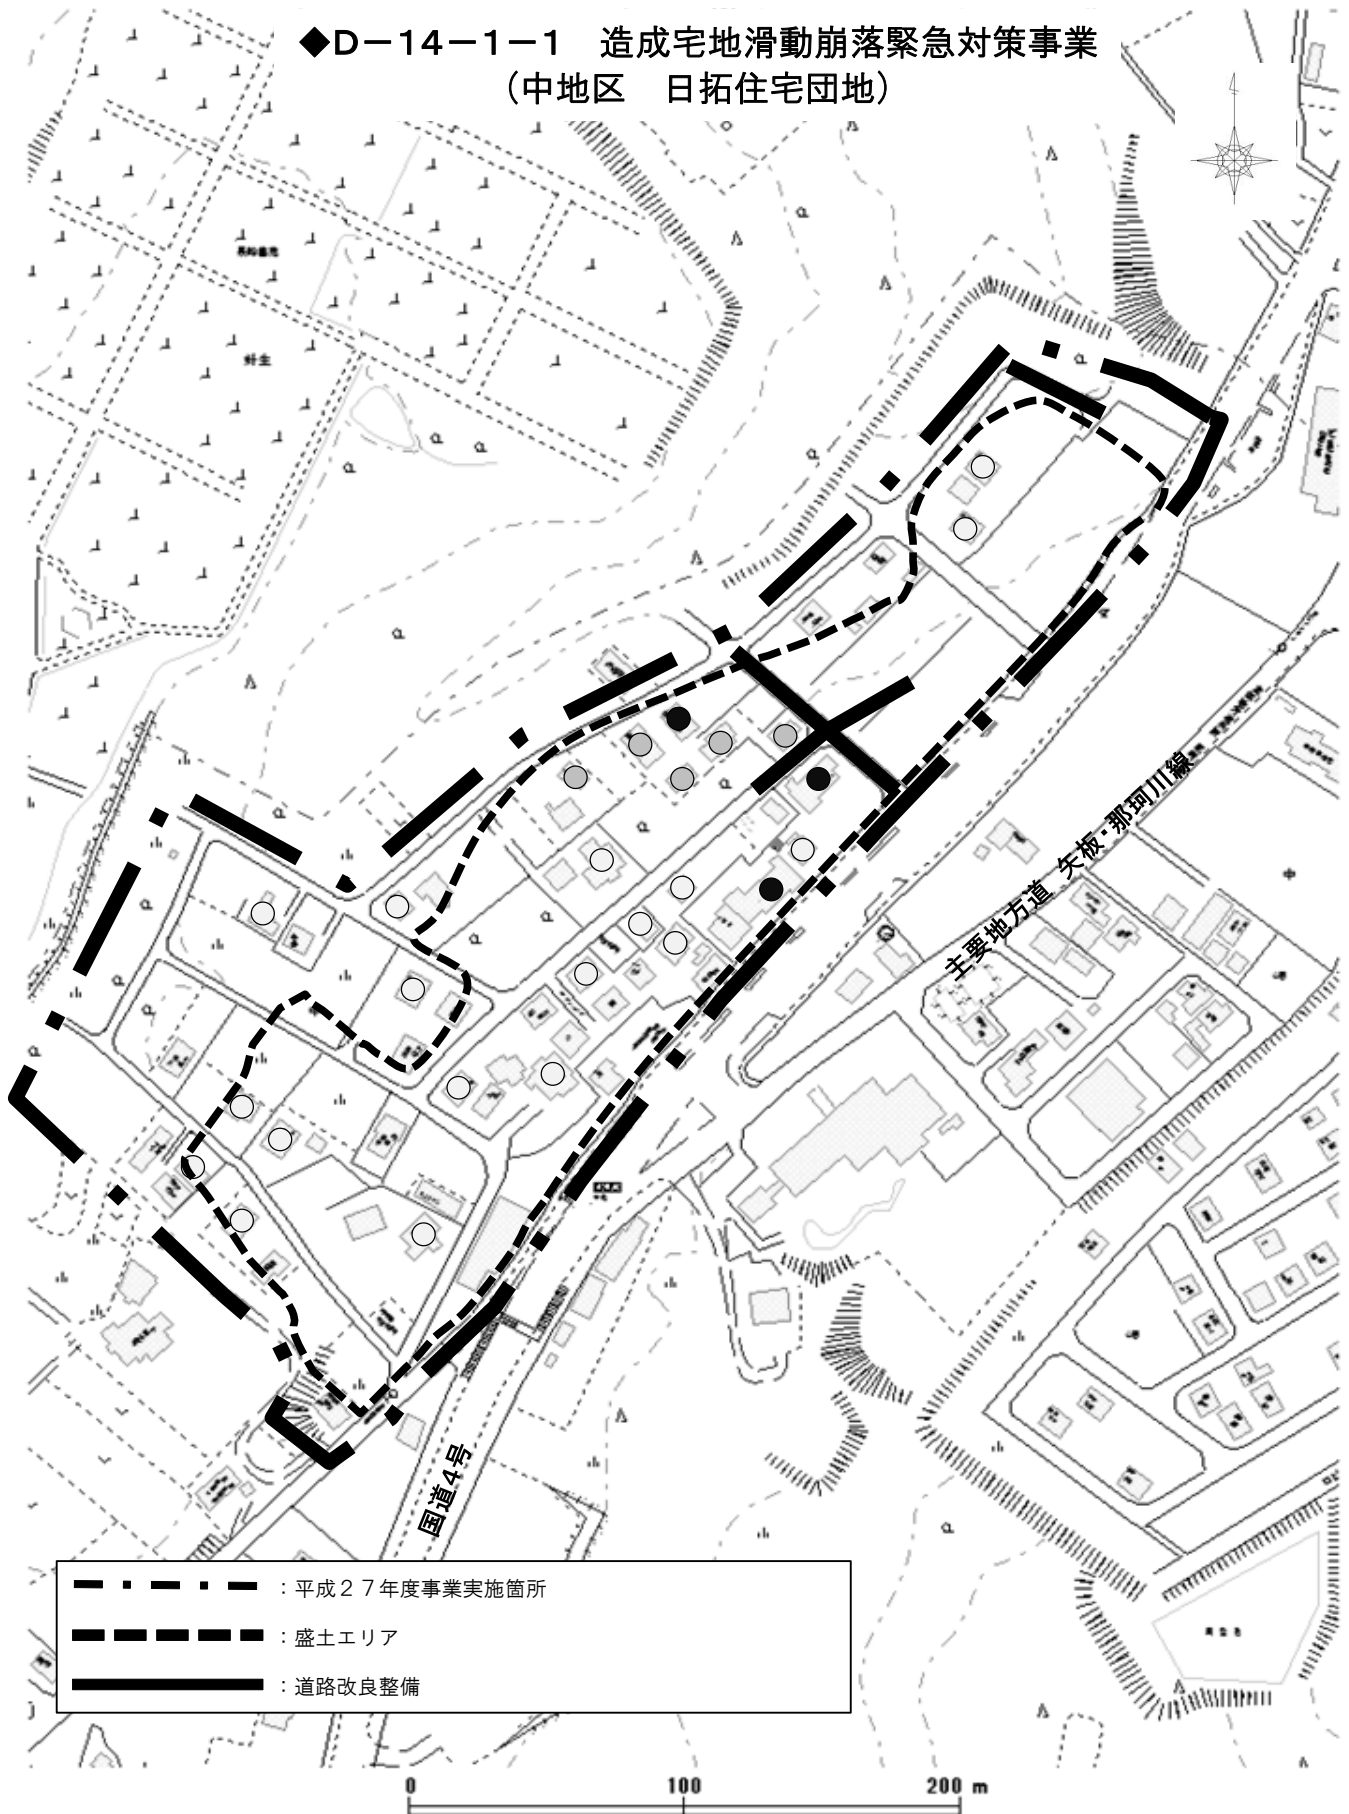 ◆D－14－1－1　造成宅地滑動崩落緊急対策事業
（中地区　日拓住宅団地）
主要地方道 矢板・那珂川線
国道4号
：平成２７年度事業実施箇所
：盛土エリア
：道路改良整備
0 100 200 m